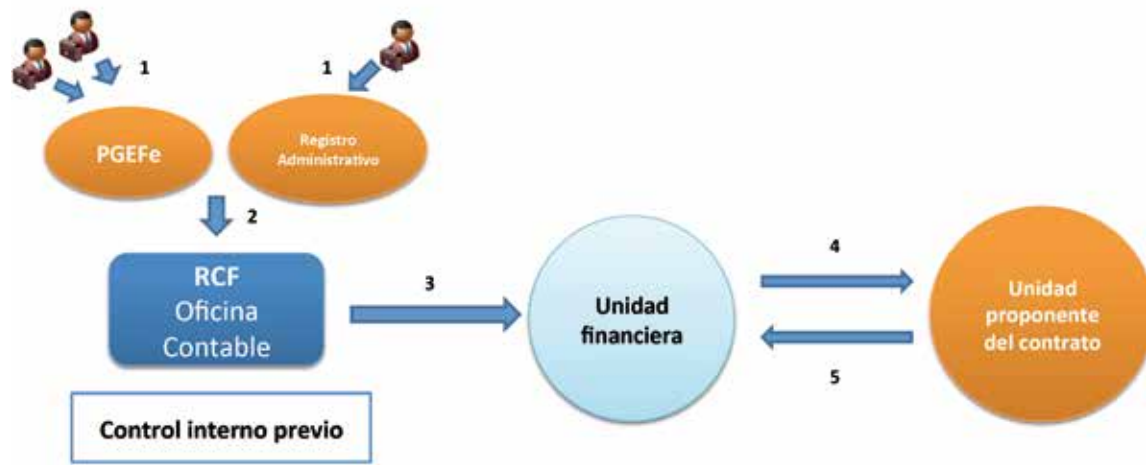 1
1
PGEFe
Registro
Administrativo
2
RCF
Oficina
Contable
3
Unidad
financiera
4
5
Unidad
proponente
del contrato
Control interno previo